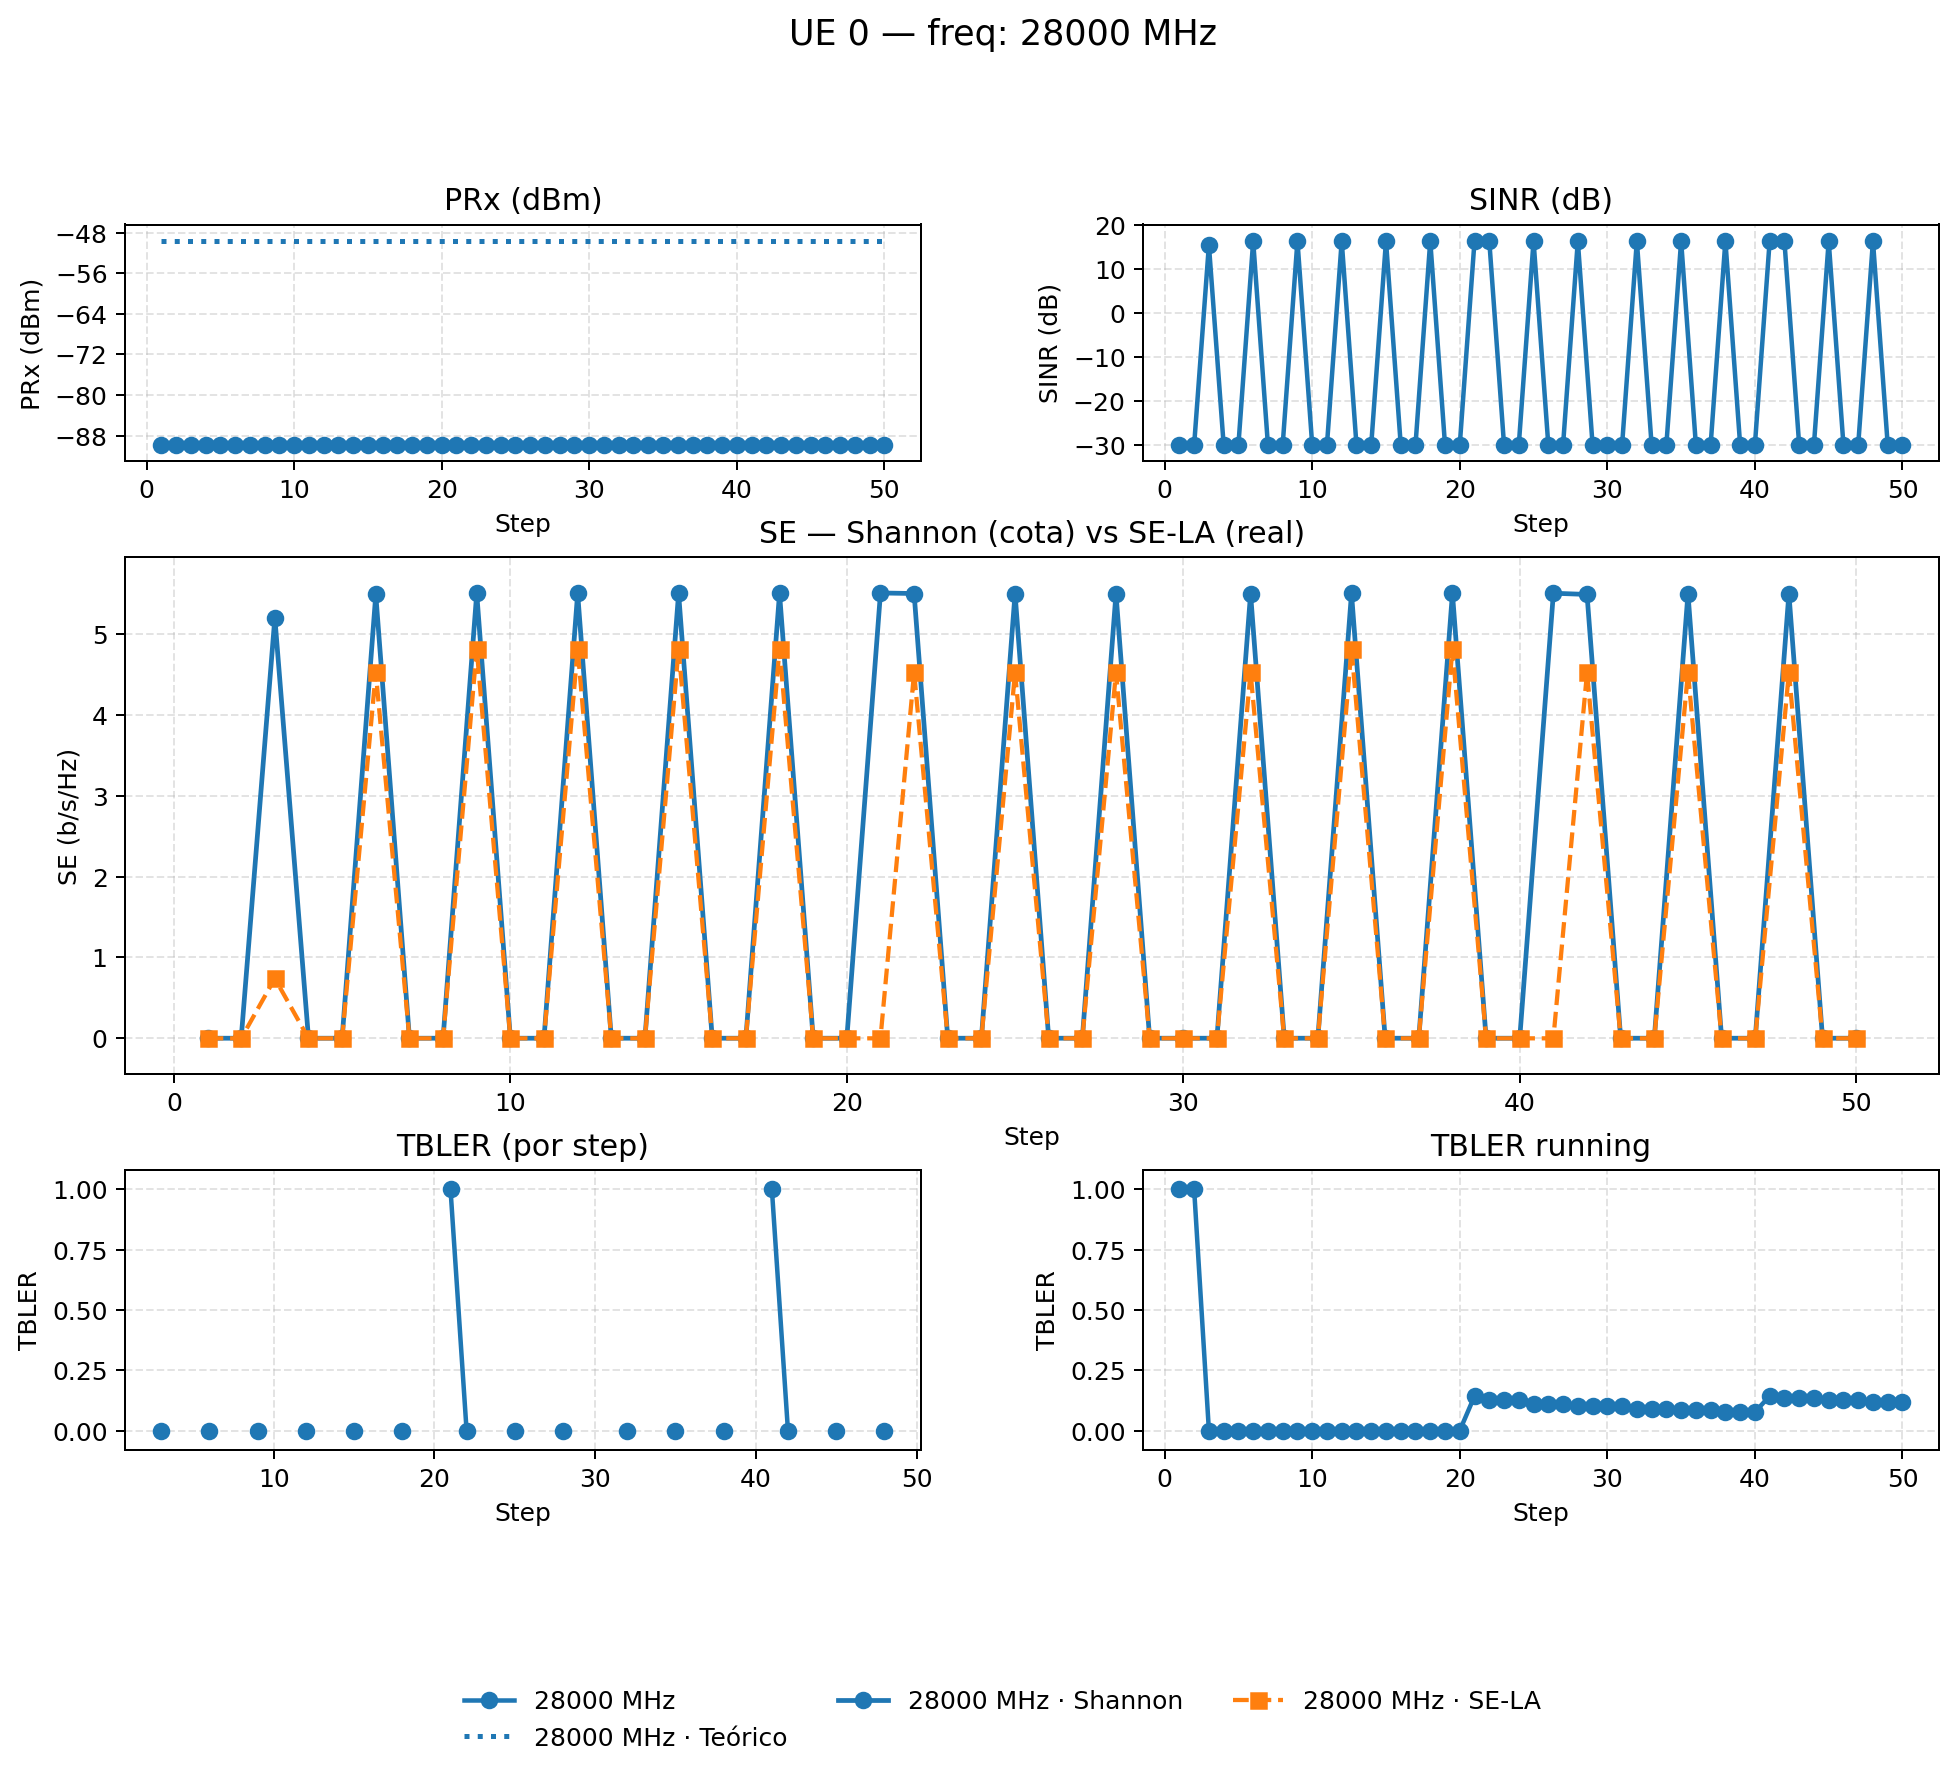 UE 0 — freq: 28000 MHz
PRx (dBm)
PRx (dBm)
−48
−56
−64
−72
−80
−88
0 10 20 30 40 50
Step
SINR (dB)
SINR (dB)
20
10
0
−10
−20
−30
0 10 20 30 40 50
Step
SE — Shannon (cota) vs SE-LA (real)
SE (b/s/Hz)
5
4
3
2
1
0
0 10 20 30 40 50
Step
TBLER (por step)
TBLER
1.00
0.75
0.50
0.25
0.00
10 20 30 40 50
Step
TBLER running
TBLER
1.00
0.75
0.50
0.25
0.00
0 10 20 30 40 50
Step
28000 MHz
28000 MHz · Teórico
28000 MHz · Shannon
28000 MHz · SE-LA